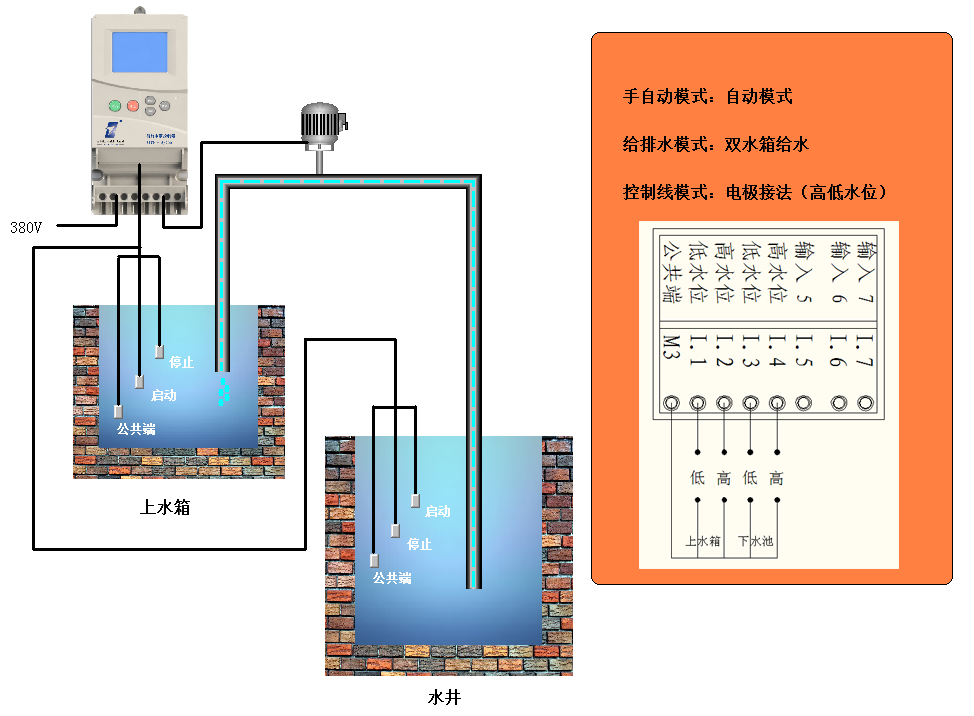 380V
停止
启动
公共端
上水箱
启动
停止
公共端
水井
手自动模式：自动模式
给排水模式：双水箱给水
控制线模式：电极接法（高低水位）
公共端
低水位
高水位
低水位
高水位
输入 5
输入 6
输入 7
M3
I.1
I.2
I.3
I.4
I.5
I.6
I.7
低 高 低 高
上水箱 下水池